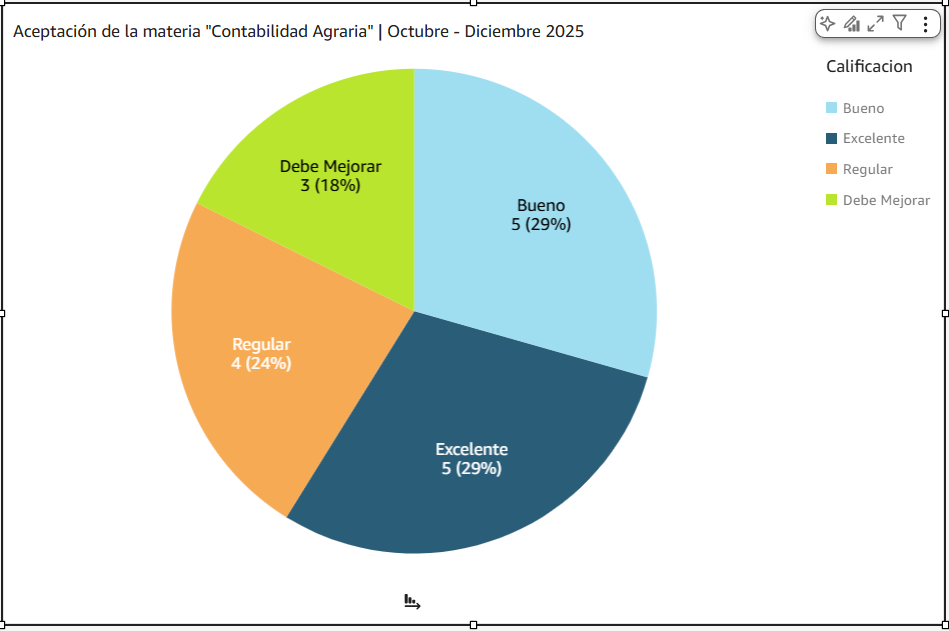 Aceptación de la materia "Contabilidad Agraria" | Octubre - Diciembre 2025
Calificacion
Bueno
Excelente
Regular
Debe Mejorar
Debe Mejorar
3 (18%)
Bueno
5 (29%)
Regular
4 (24%)
Excelente
5 (29%)